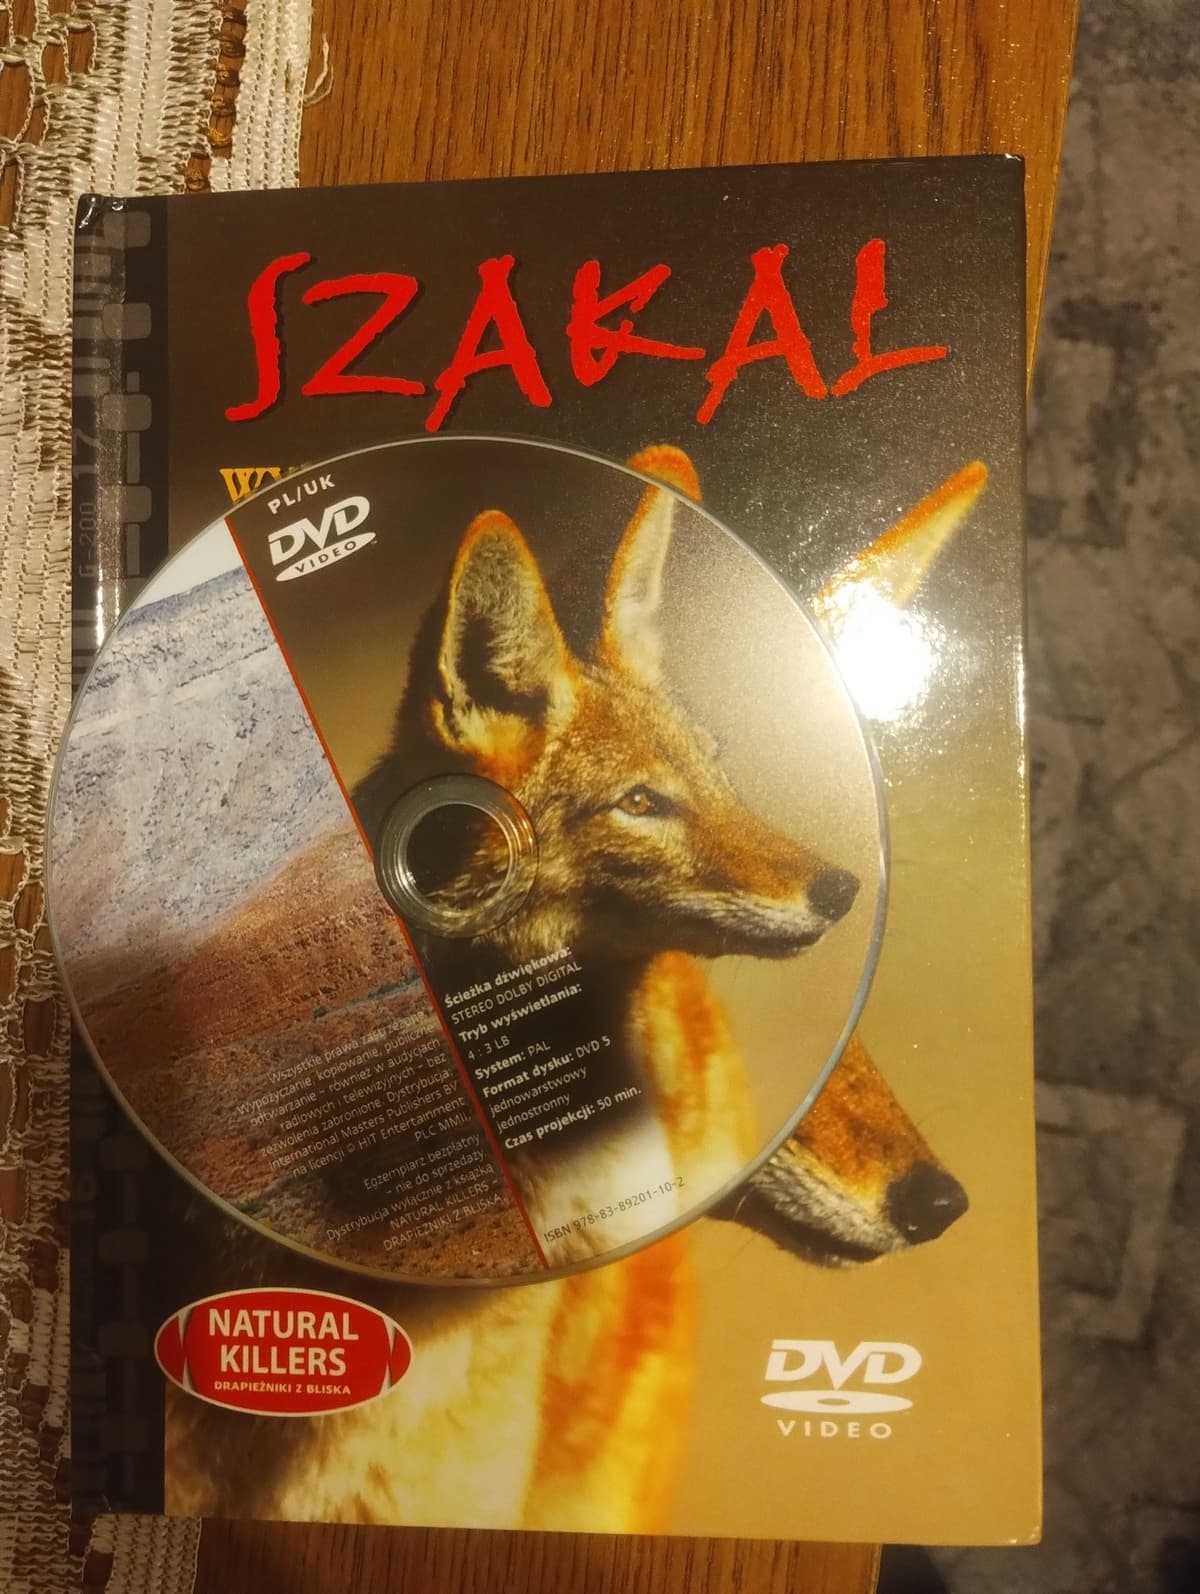 SZAKAL
PL/UK
DVD
VIDEO
Ścieżka dźwiękowa:
STEREO DOLBY DIGITAL
Tryb wyświetlania:
4 : 3 LB
System: PAL
Format dysku: DVD 5
jednowarstwowy
jednostronny
Czas projekcji: 50 min.
ISBN 978-83-89201-10-2
Wszystkie prawa zastrzeżone.
Wypożyczanie, kopiowanie, publiczne
odtwarzanie – również w audycjach
radiowych i telewizyjnych – bez
zezwolenia zabronione. Dystrybucja:
International Masters Publishers BV
na licencji © HIT Entertainment
PLC
Egzemplarz bezpłatny
– nie do sprzedaży.
Dystrybucja wyłącznie z książką
NATURAL KILLERS –
DRAPIEŻNIKI Z BLISKA
NATURAL
KILLERS
DRAPIEŻNIKI Z BLISKA
DVD
VIDEO